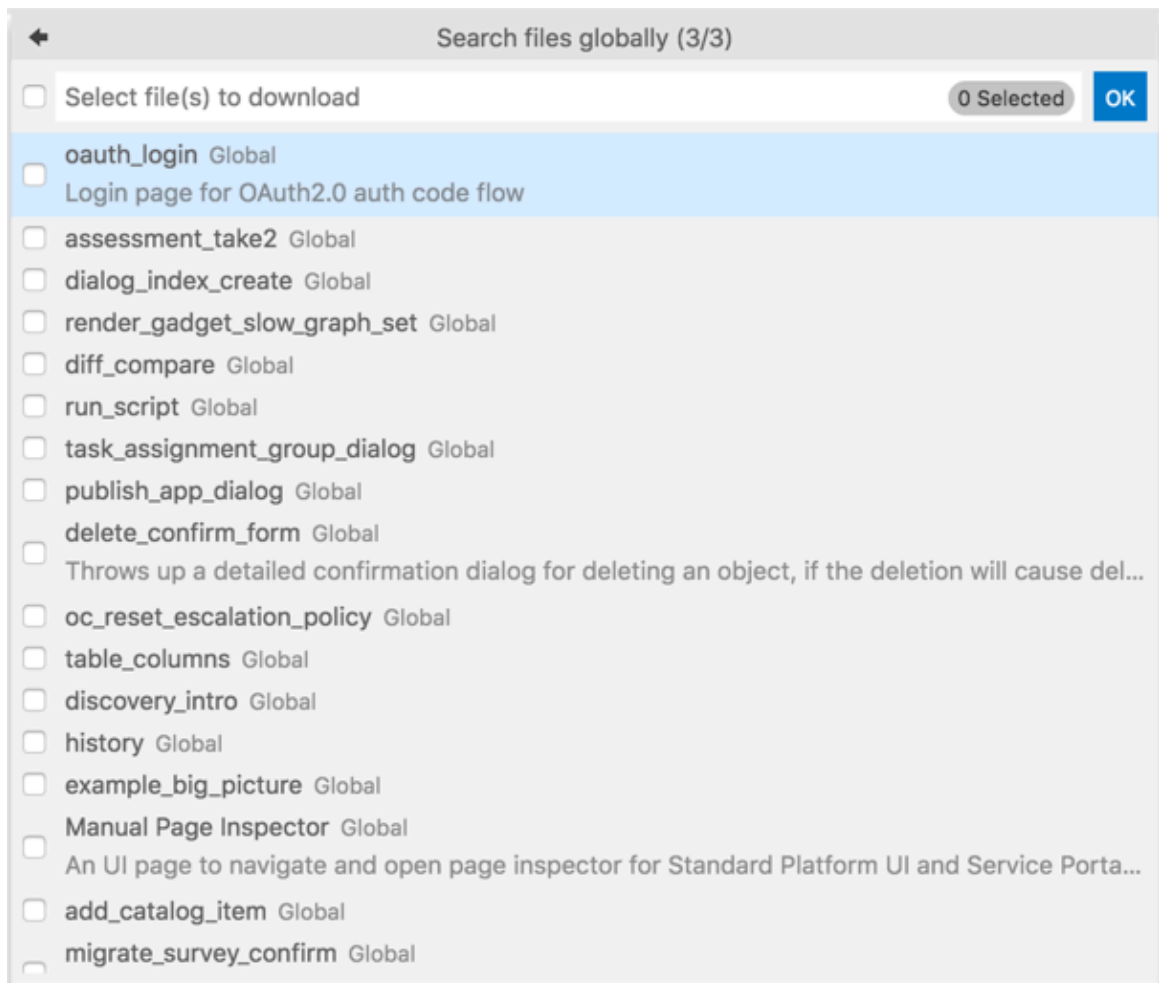 Search files globally (3/3)
Select file(s) to download 0 Selected OK
oauth_login Global
Login page for OAuth2.0 auth code flow
assessment_take2 Global
dialog_index_create Global
render_gadget_slow_graph_set Global
diff_compare Global
run_script Global
task_assignment_group_dialog Global
publish_app_dialog Global
delete_confirm_form Global
Throws up a detailed confirmation dialog for deleting an object, if the deletion will cause del...
oc_reset_escalation_policy Global
table_columns Global
discovery_intro Global
history Global
example_big_picture Global
Manual Page Inspector Global
An UI page to navigate and open page inspector for Standard Platform UI and Service Porta...
add_catalog_item Global
migrate_survey_confirm Global